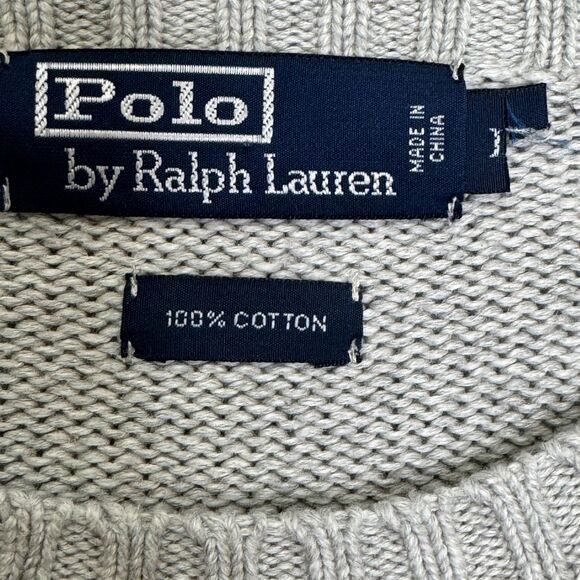 Polo
by Ralph Lauren
MADE IN
CHINA
L
100% COTTON